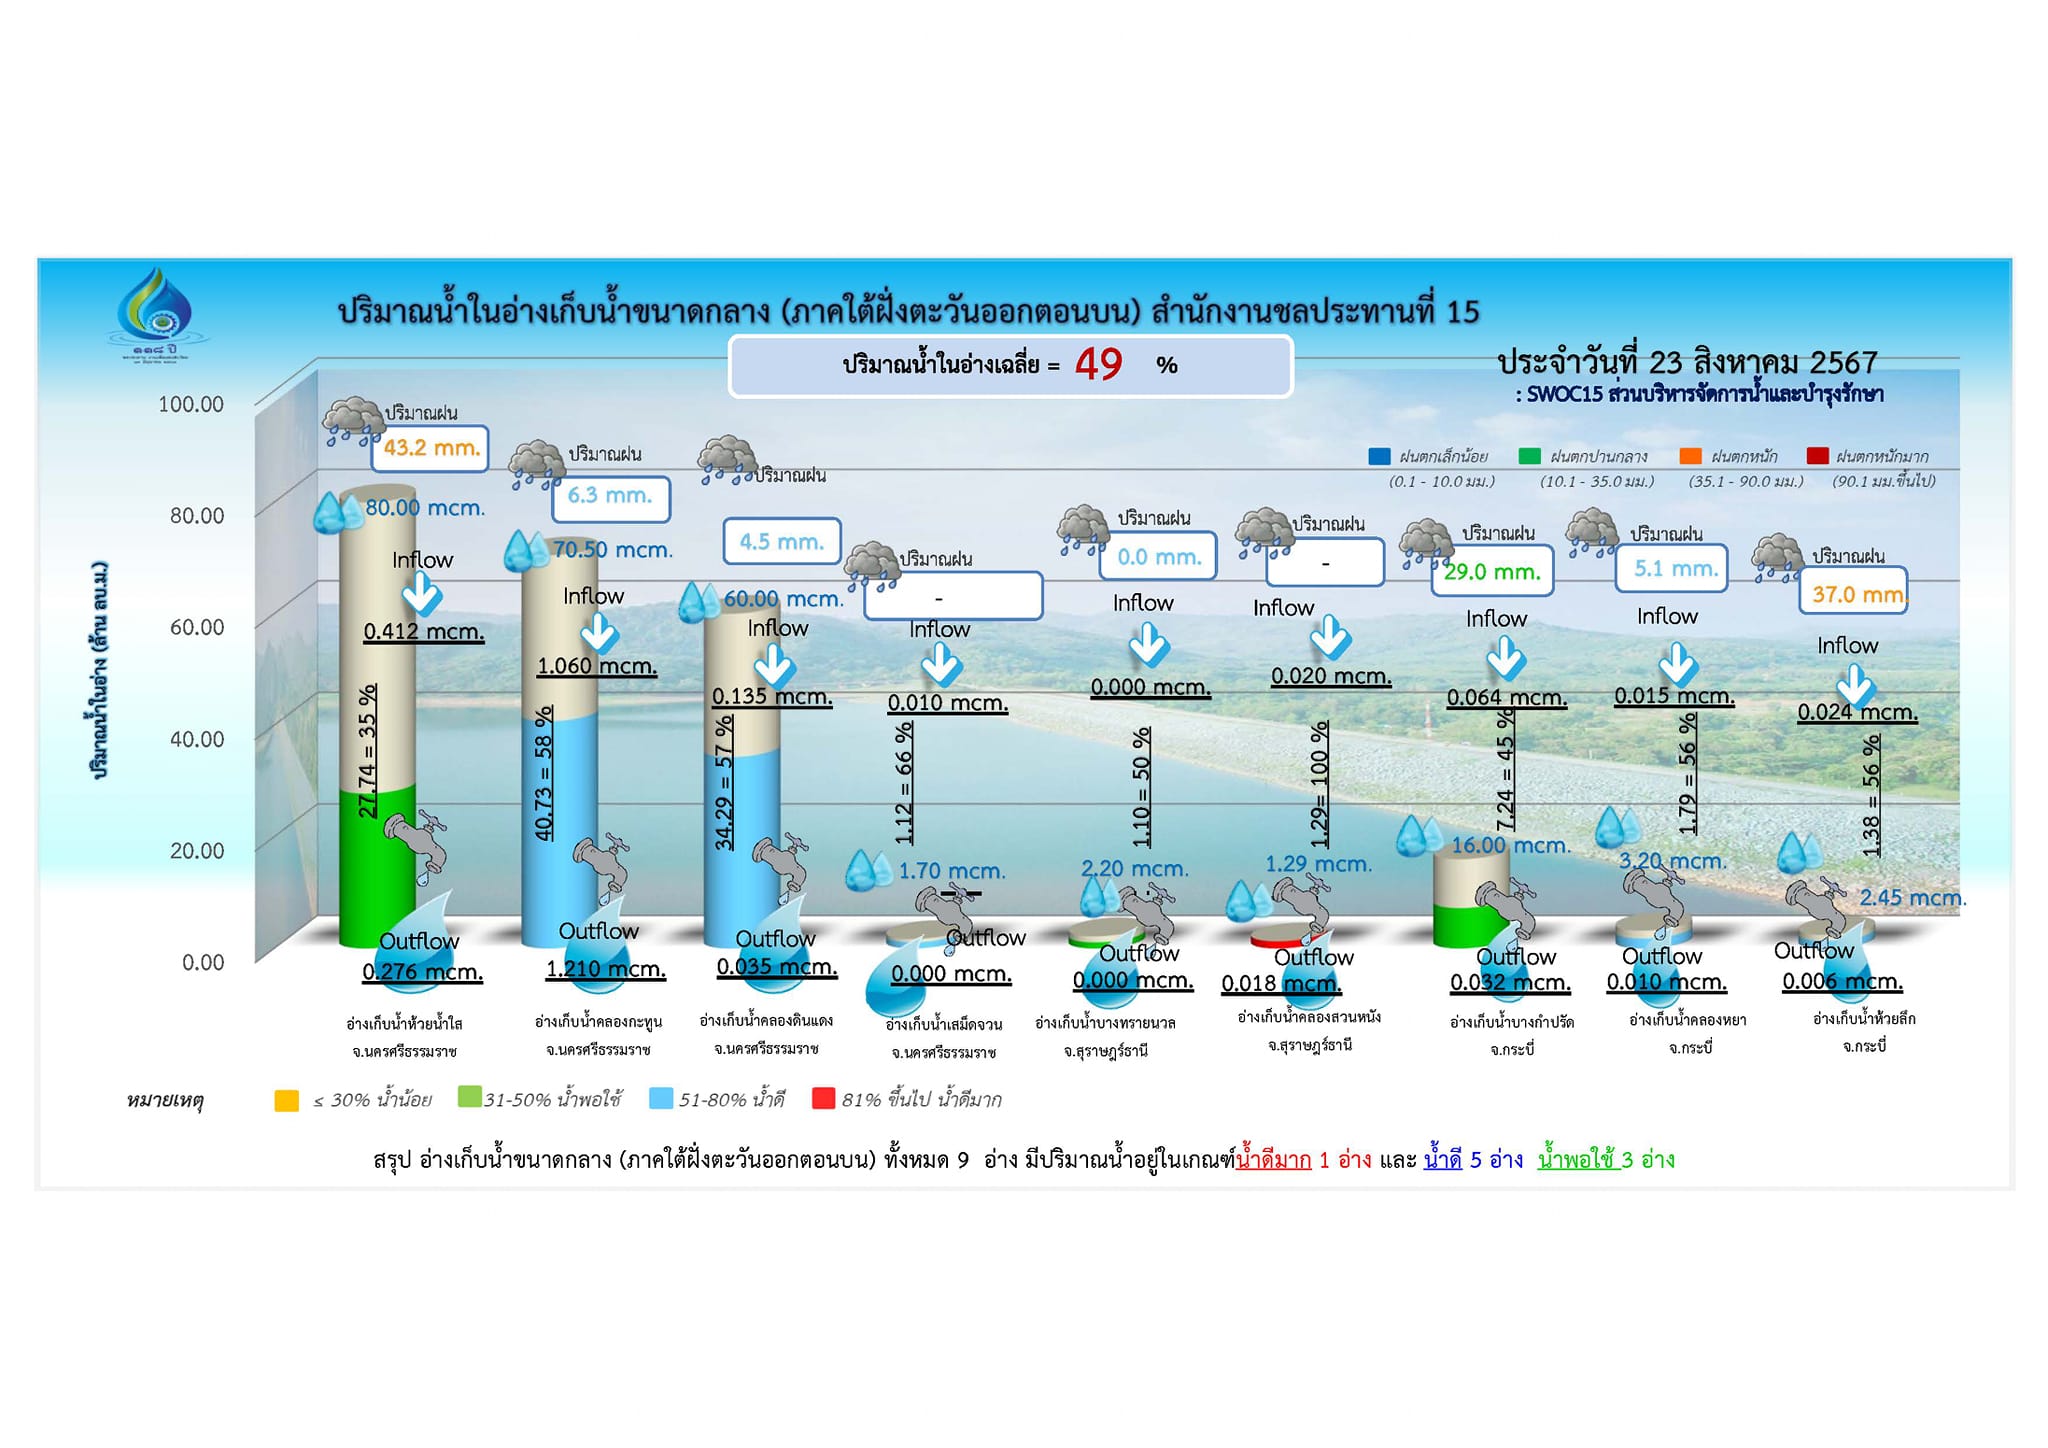 ปริมาณน้ำในอ่างเก็บน้ำขนาดกลาง (ภาคใต้ฝั่งตะวันออกตอนบน) สำนักงานชลประทานที่ 15
๑๑๘ ปี
ปริมาณน้ำในอ่างเฉลี่ย = 49 %
ประจำวันที่ 23 สิงหาคม 2567
: SWOC15 ส่วนบริหารจัดการน้ำและบำรุงรักษา
ฝนตกเล็กน้อย ฝนตกปานกลาง ฝนตกหนัก ฝนตกหนักมาก
(0.1 - 10.0 มม.) (10.1 - 35.0 มม.) (35.1 - 90.0 มม.) (90.1 มม.ขึ้นไป)
ปริมาณน้ำในอ่าง (ล้าน ลบ.ม.)
100.00
80.00
60.00
40.00
20.00
0.00
ปริมาณฝน
43.2 mm.
80.00 mcm.
Inflow
0.412 mcm.
27.74 = 35 %
Outflow
0.276 mcm.
อ่างเก็บน้ำห้วยน้ำใส
จ.นครศรีธรรมราช
ปริมาณฝน
6.3 mm.
70.50 mcm.
Inflow
1.060 mcm.
40.73 = 58 %
Outflow
1.210 mcm.
อ่างเก็บน้ำคลองกะทูน
จ.นครศรีธรรมราช
ปริมาณฝน
4.5 mm.
60.00 mcm.
Inflow
0.135 mcm.
34.29 = 57 %
Outflow
0.035 mcm.
อ่างเก็บน้ำคลองดินแดง
จ.นครศรีธรรมราช
ปริมาณฝน
-
Inflow
0.010 mcm.
1.12 = 66 %
1.70 mcm.
Outflow
0.000 mcm.
อ่างเก็บน้ำเสม็ดจวน
จ.นครศรีธรรมราช
ปริมาณฝน
0.0 mm.
Inflow
0.000 mcm.
1.10 = 50 %
2.20 mcm.
Outflow
0.000 mcm.
อ่างเก็บน้ำบางทรายนวล
จ.สุราษฎร์ธานี
ปริมาณฝน
-
Inflow
0.020 mcm.
1.29= 100 %
1.29 mcm.
Outflow
0.018 mcm.
อ่างเก็บน้ำคลองสวนหนัง
จ.สุราษฎร์ธานี
ปริมาณฝน
29.0 mm.
Inflow
0.064 mcm.
7.24 = 45 %
16.00 mcm.
Outflow
0.032 mcm.
อ่างเก็บน้ำบางกำปรัด
จ.กระบี่
ปริมาณฝน
5.1 mm.
Inflow
0.015 mcm.
1.79 = 56 %
3.20 mcm.
Outflow
0.010 mcm.
อ่างเก็บน้ำคลองหยา
จ.กระบี่
ปริมาณฝน
37.0 mm.
Inflow
0.024 mcm.
1.38 = 56 %
2.45 mcm.
Outflow
0.006 mcm.
อ่างเก็บน้ำห้วยลึก
จ.กระบี่
หมายเหตุ ≤ 30% น้ำน้อย 31-50% น้ำพอใช้ 51-80% น้ำดี 81% ขึ้นไป น้ำดีมาก
สรุป อ่างเก็บน้ำขนาดกลาง (ภาคใต้ฝั่งตะวันออกตอนบน) ทั้งหมด 9 อ่าง มีปริมาณน้ำอยู่ในเกณฑ์น้ำดีมาก 1 อ่าง และ น้ำดี 5 อ่าง น้ำพอใช้ 3 อ่าง